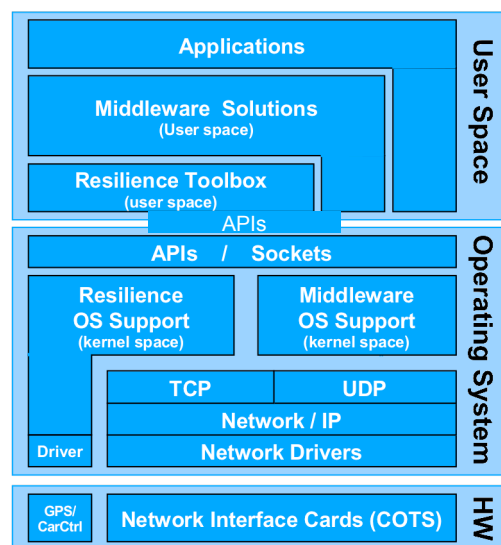 Applications
User Space
Middleware Solutions
(User space)
Resilience Toolbox
(user space)
APIs
APIs / Sockets
Operating System
Resilience
OS Support
(kernel space)
Middleware
OS Support
(kernel space)
TCP
UDP
Network / IP
Driver
Network Drivers
GPS/
CarCtrl
Network Interface Cards (COTS)
HW